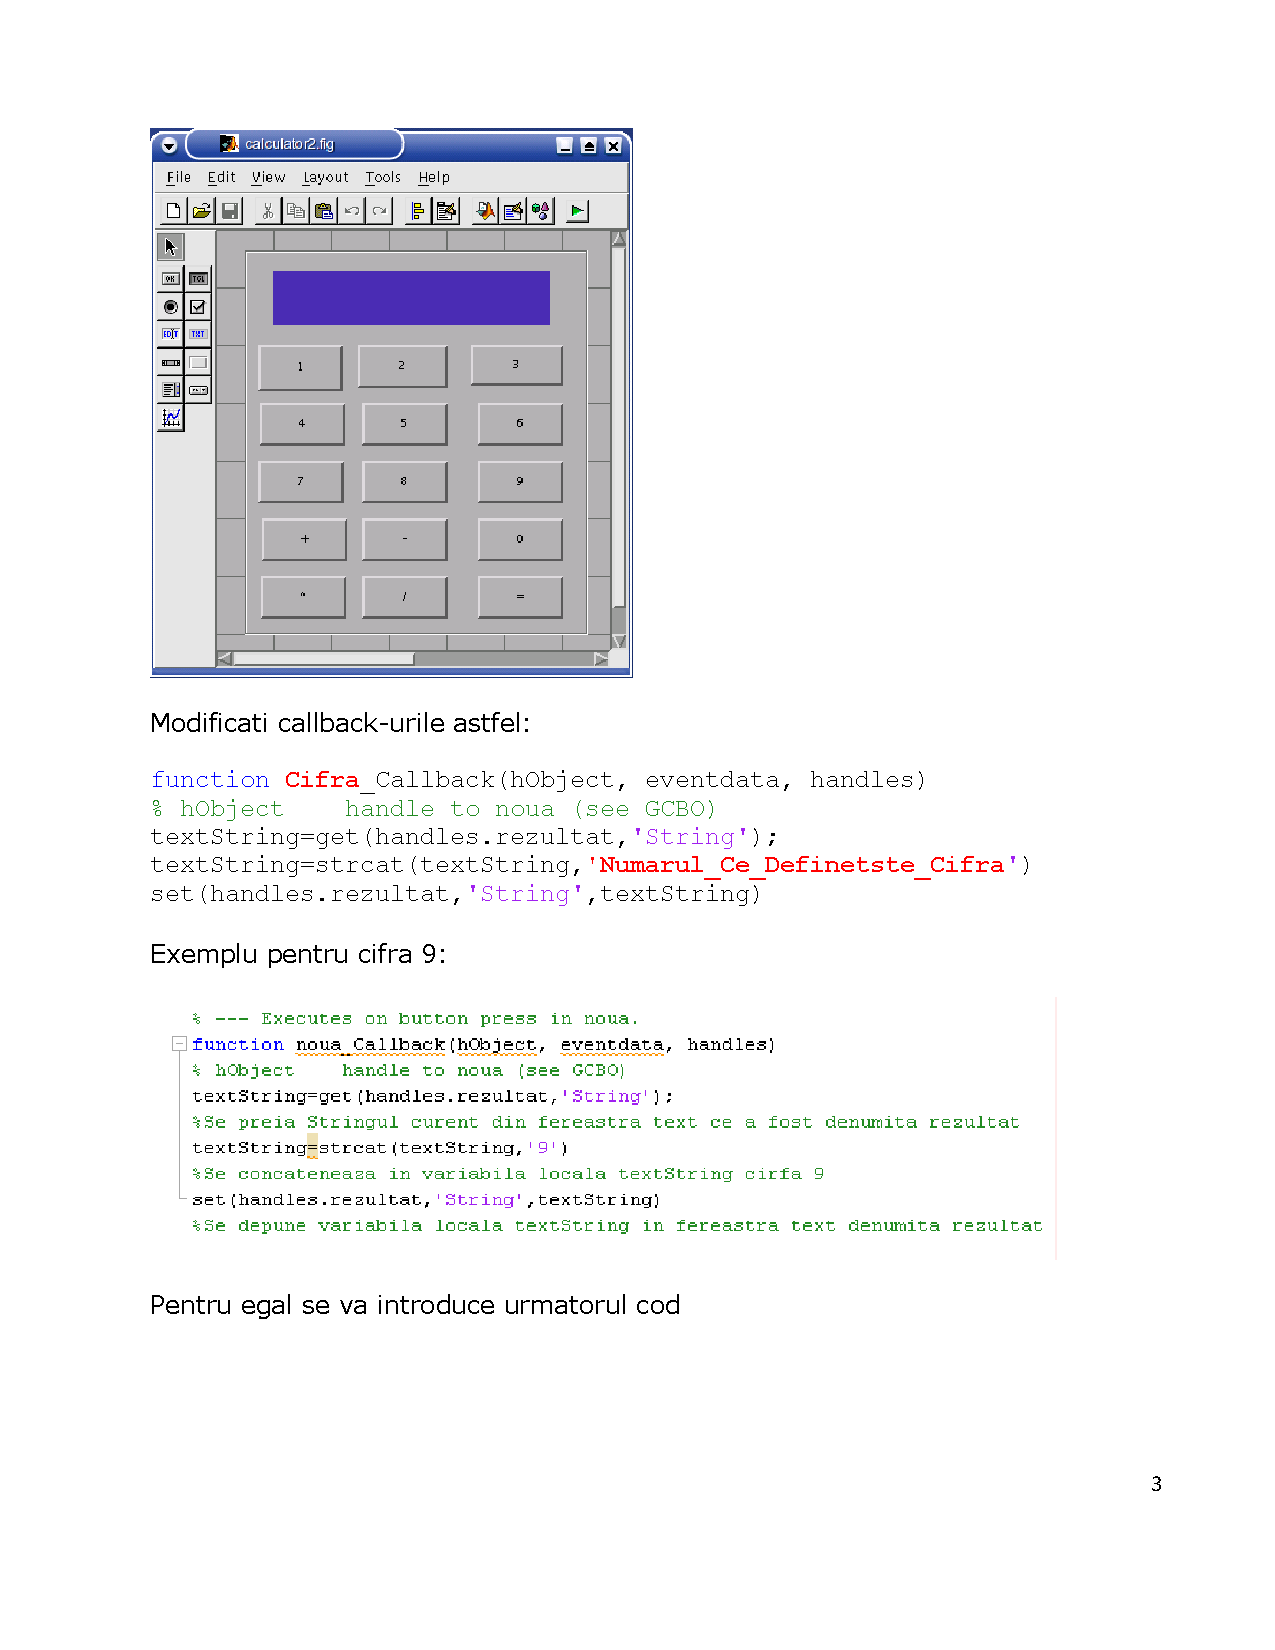 calculator2.fig
File Edit View Layout Tools Help
OK TGL
EDIT TEXT
1 2 3
4 5 6
7 8 9
+ - 0
* / =
Modificati callback-urile astfel:
function Cifra_Callback(hObject, eventdata, handles)
% hObject    handle to noua (see GCBO)
textString=get(handles.rezultat,'String');
textString=strcat(textString,'Numarul_Ce_Definetste_Cifra')
set(handles.rezultat,'String',textString)
Exemplu pentru cifra 9:
% --- Executes on button press in noua.
function noua_Callback(hObject, eventdata, handles)
% hObject    handle to noua (see GCBO)
textString=get(handles.rezultat,'String');
%Se preia Stringul curent din fereastra text ce a fost denumita rezultat
textString=strcat(textString,'9')
%Se concateneaza in variabila locala textString cirfa 9
set(handles.rezultat,'String',textString)
%Se depune variabila locala textString in fereastra text denumita rezultat
Pentru egal se va introduce urmatorul cod
3